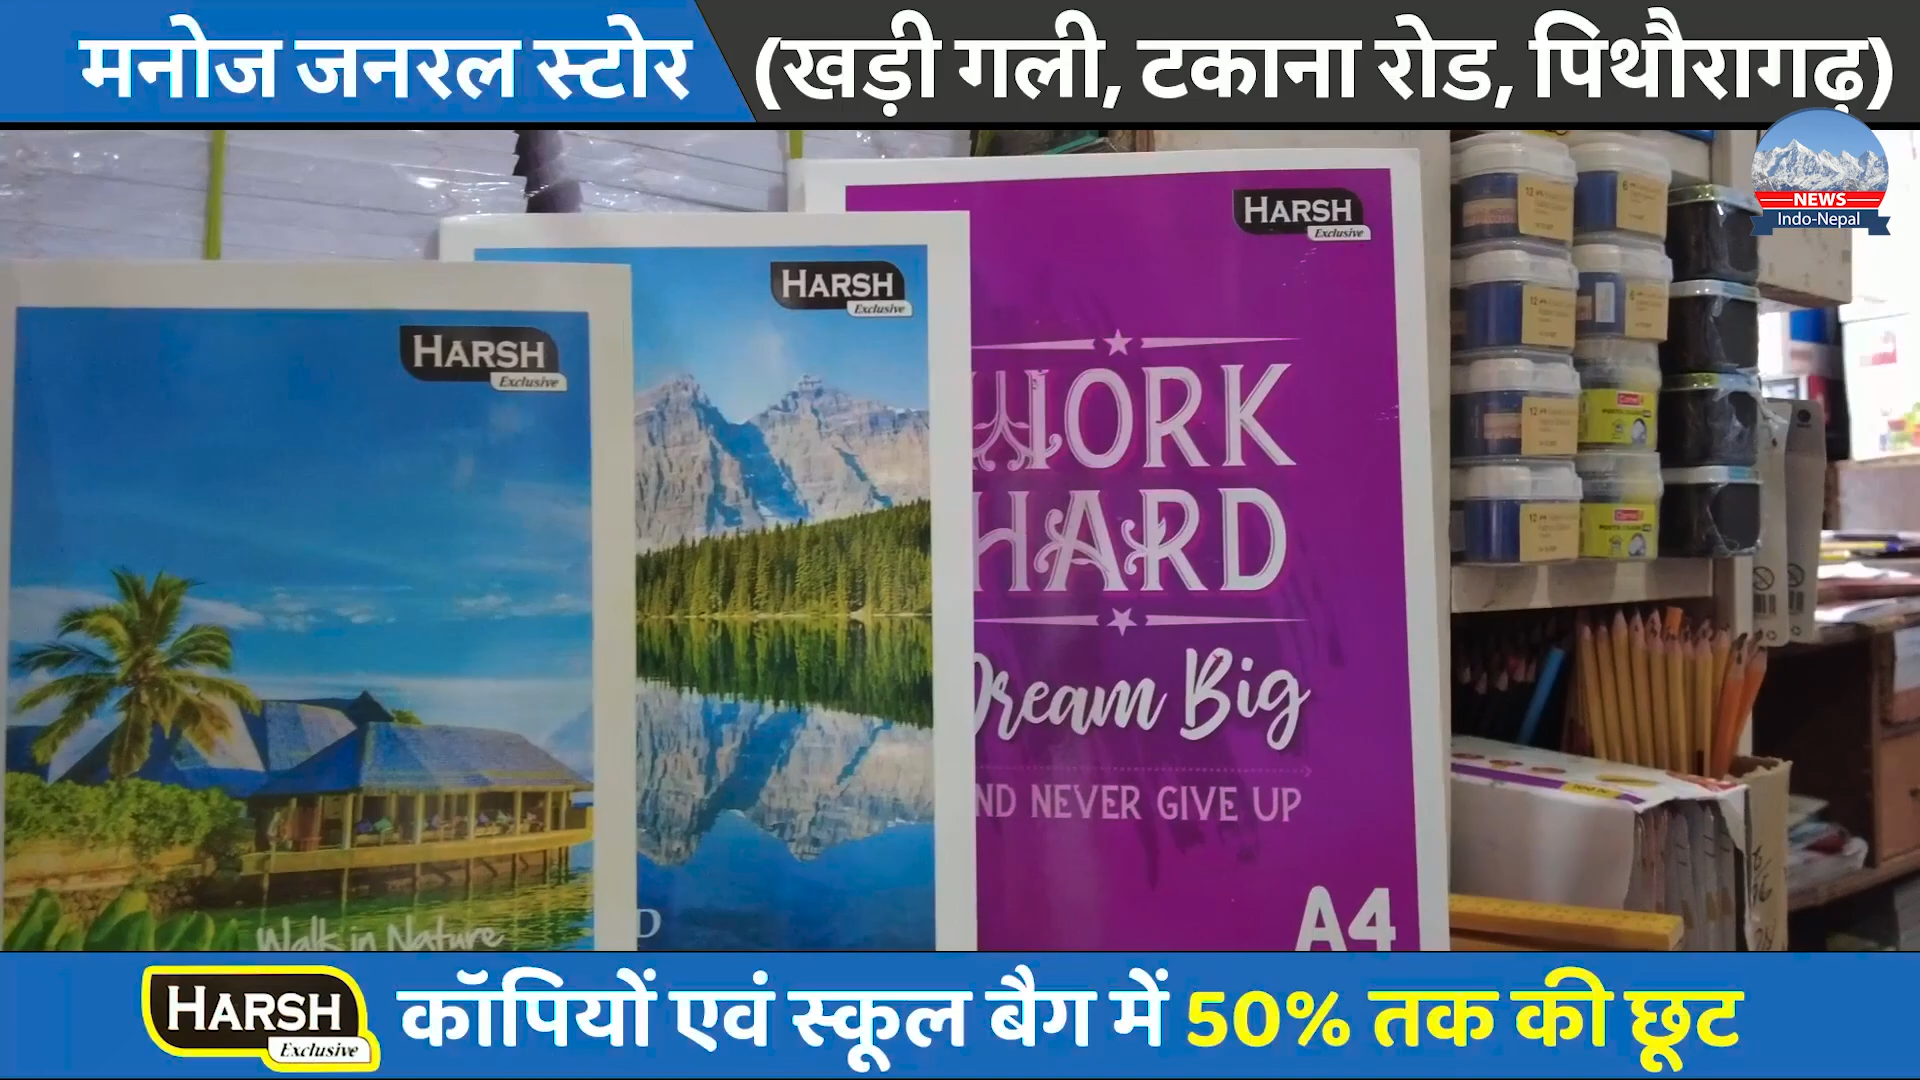 मनोज जनरल स्टोर (खड़ी गली, टकाना रोड, पिथौरागढ़)
NEWS
Indo-Nepal
HARSH
Exclusive
HARSH
Exclusive
HARSH
Exclusive
WORK
HARD
Dream Big
ND NEVER GIVE UP
A4
Walk in Nature
HARSH
Exclusive
कॉपियों एवं स्कूल बैग में 50% तक की छूट